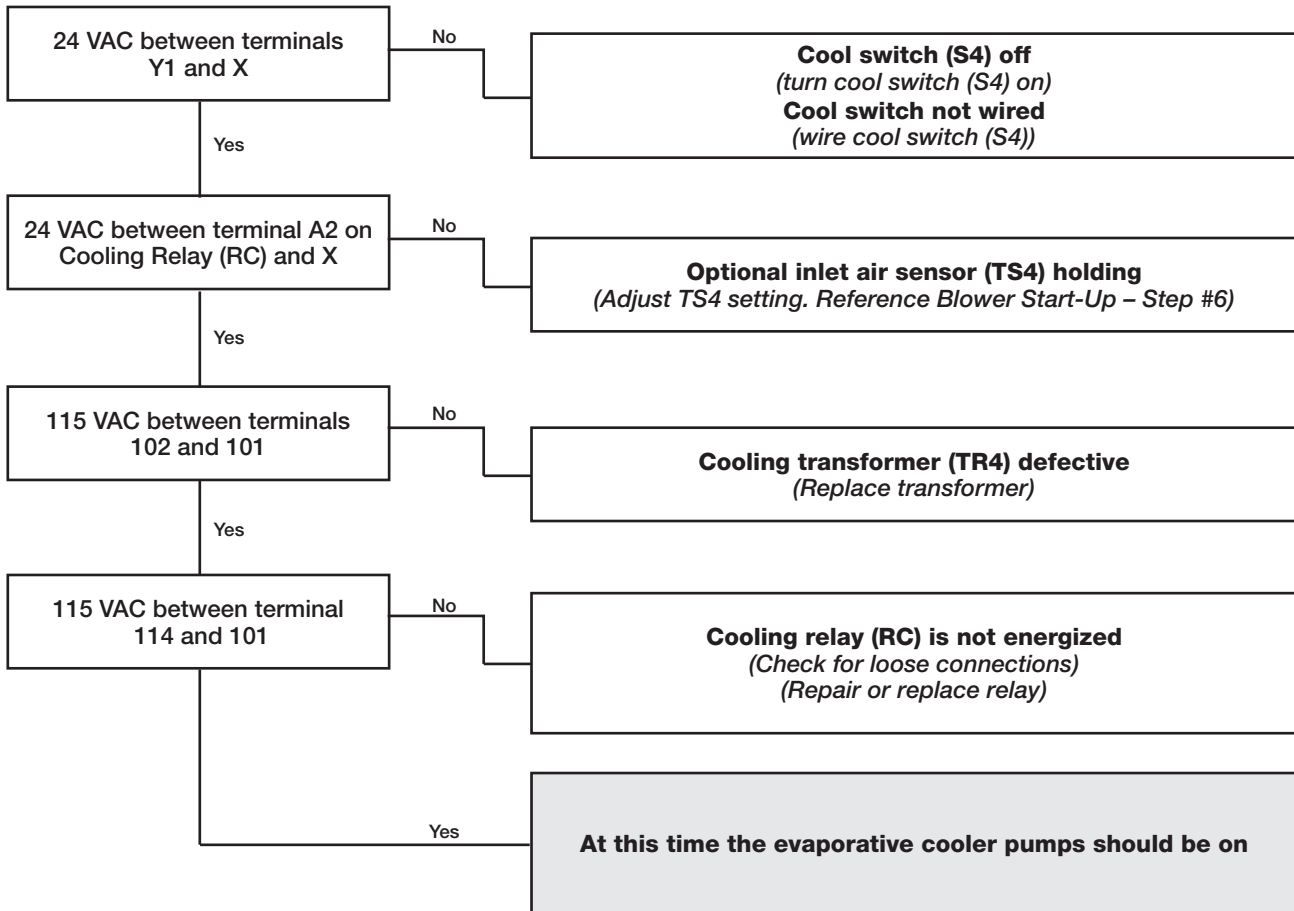 24 VAC between terminals
Y1 and X
No
Cool switch (S4) off
(turn cool switch (S4) on)
Cool switch not wired
(wire cool switch (S4))
Yes
24 VAC between terminal A2 on
Cooling Relay (RC) and X
No
Optional inlet air sensor (TS4) holding
(Adjust TS4 setting. Reference Blower Start-Up – Step #6)
Yes
115 VAC between terminals
102 and 101
No
Cooling transformer (TR4) defective
(Replace transformer)
Yes
115 VAC between terminal
114 and 101
No
Cooling relay (RC) is not energized
(Check for loose connections)
(Repair or replace relay)
Yes
At this time the evaporative cooler pumps should be on